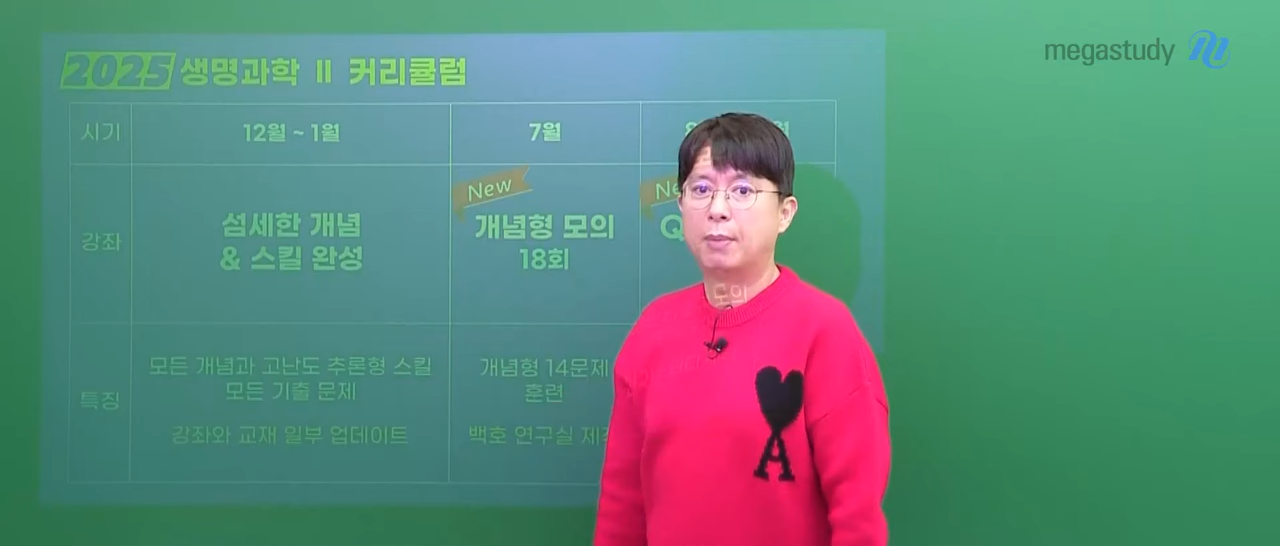 megastudy
2025 생명과학 II 커리큘럼
시기
12월 ~ 1월
7월
강좌
섬세한 개념
& 스킬 완성
New
개념형 모의
18회
특징
모든 개념과 고난도 추론형 스킬
모든 기출 문제
강좌와 교재 일부 업데이트
개념형 14문제
훈련
백호 연구실
모의